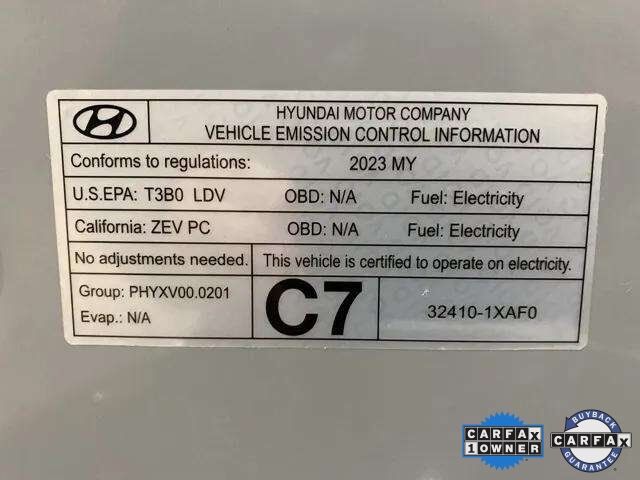 HYUNDAI MOTOR COMPANY
VEHICLE EMISSION CONTROL INFORMATION
Conforms to regulations: 2023 MY
U.S.EPA: T3B0 LDV OBD: N/A Fuel: Electricity
California: ZEV PC OBD: N/A Fuel: Electricity
No adjustments needed. This vehicle is certified to operate on electricity.
Group: PHYXV00.0201
Evap.: N/A
C7
32410-1XAF0
CARFAX
1 OWNER
BUYBACK
CARFAX
GUARANTEE